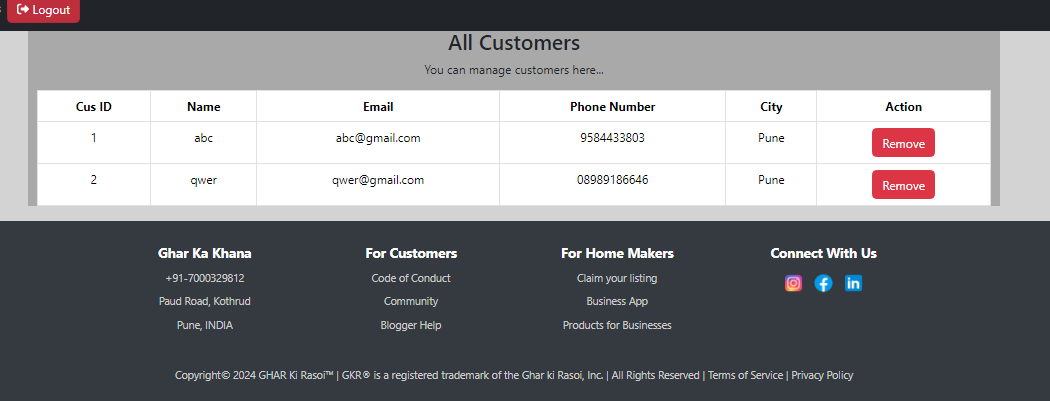 Logout
All Customers
You can manage customers here...
Cus ID Name Email Phone Number City Action
1 abc abc@gmail.com 9584433803 Pune Remove
2 qwer qwer@gmail.com 08989186646 Pune Remove
Ghar Ka Khana For Customers For Home Makers Connect With Us
+91-7000329812 Code of Conduct Claim your listing
Paud Road, Kothrud Community Business App
Pune, INDIA Blogger Help Products for Businesses
Copyright© 2024 GHAR Ki Rasoi™ | GKR® is a registered trademark of the Ghar ki Rasoi, Inc. | All Rights Reserved | Terms of Service | Privacy Policy